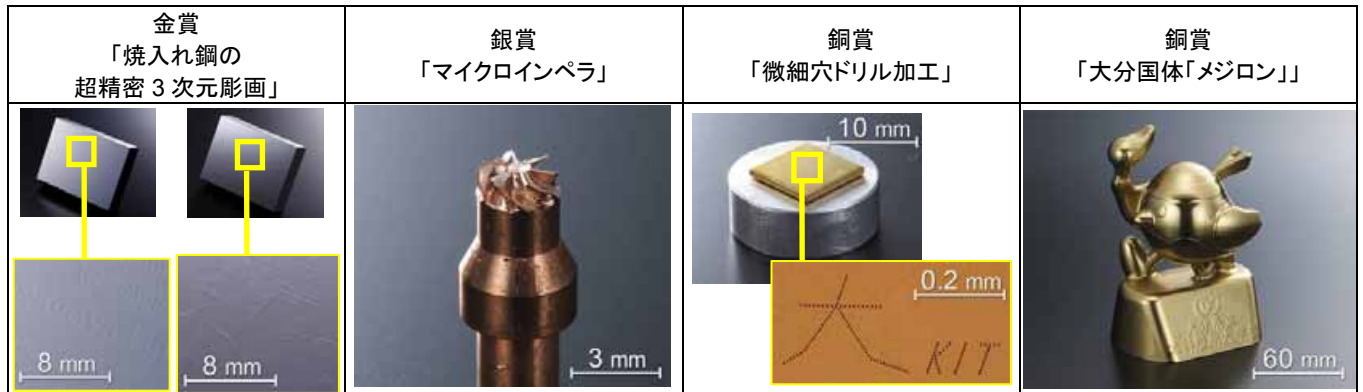 金賞
「焼入れ鋼の
超精密3次元彫画」
銀賞
「マイクロインペラ」
銅賞
「微細穴ドリル加工」
銅賞
「大分国体「メジロン」」
8 mm
8 mm
3 mm
10 mm
0.2 mm
大
KIT
60 mm